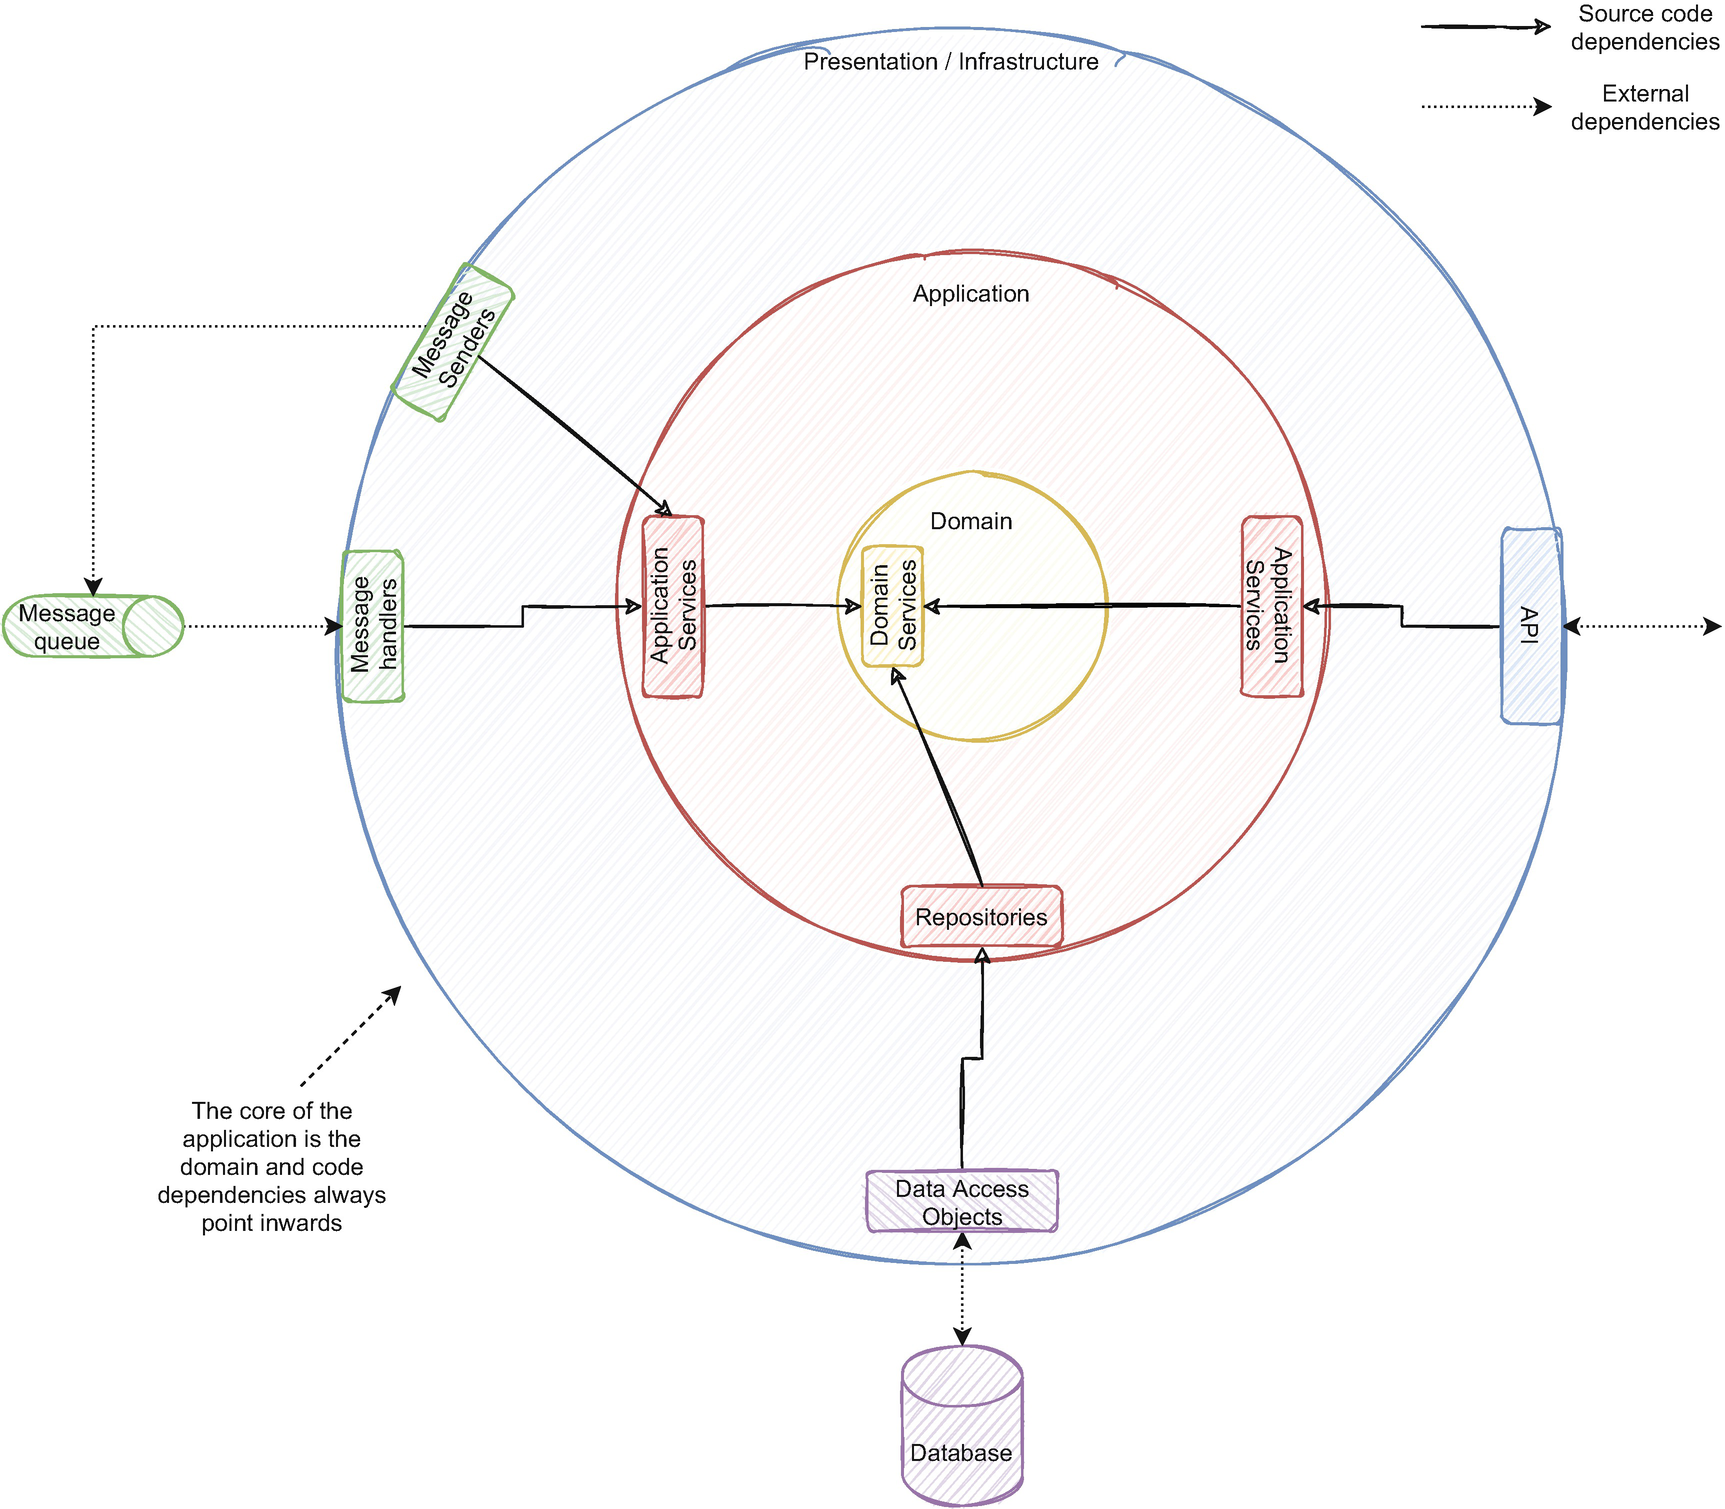 Source code
dependencies
External
dependencies
Presentation / Infrastructure
Application
Message
Senders
Domain
Message
queue
Message
handlers
Application
Services
Domain
Services
Application
Services
API
Repositories
The core of the
application is the
domain and code
dependencies always
point inwards
Data Access
Objects
Database